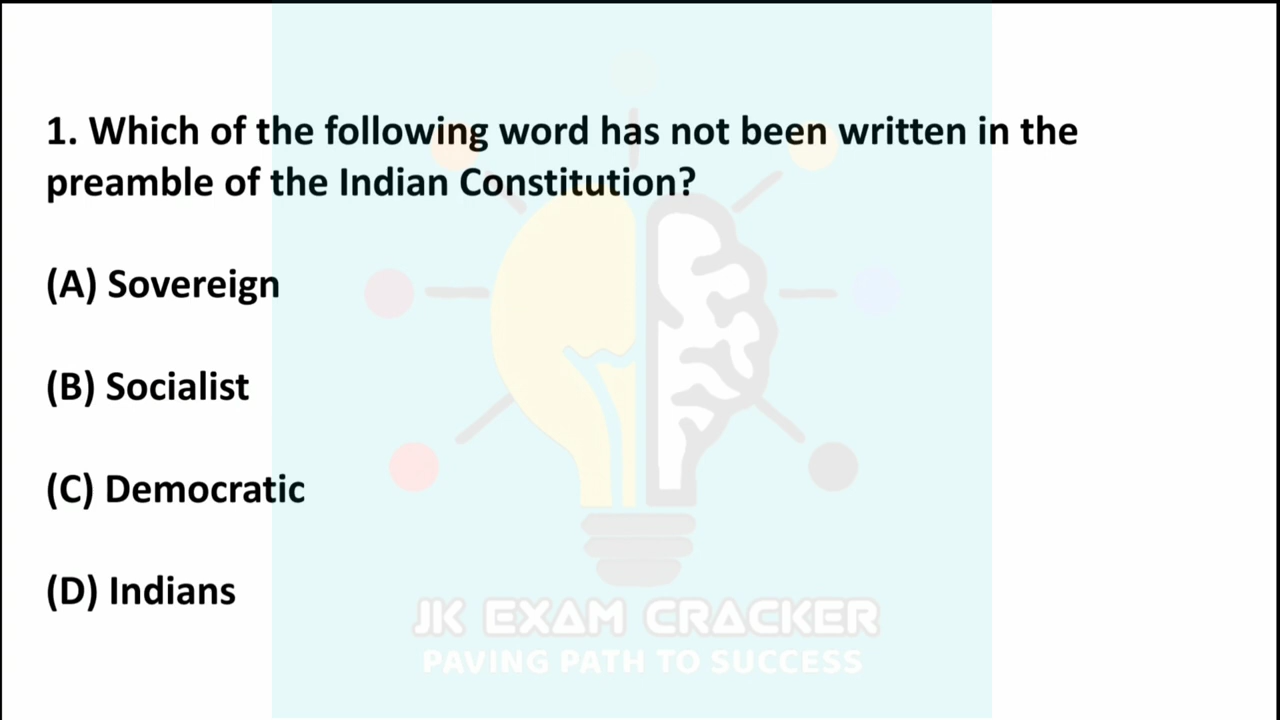 1. Which of the following word has not been written in the
preamble of the Indian Constitution?
(A) Sovereign
(B) Socialist
(C) Democratic
(D) Indians
JK EXAM CRACKER
PAVING PATH TO SUCCESS